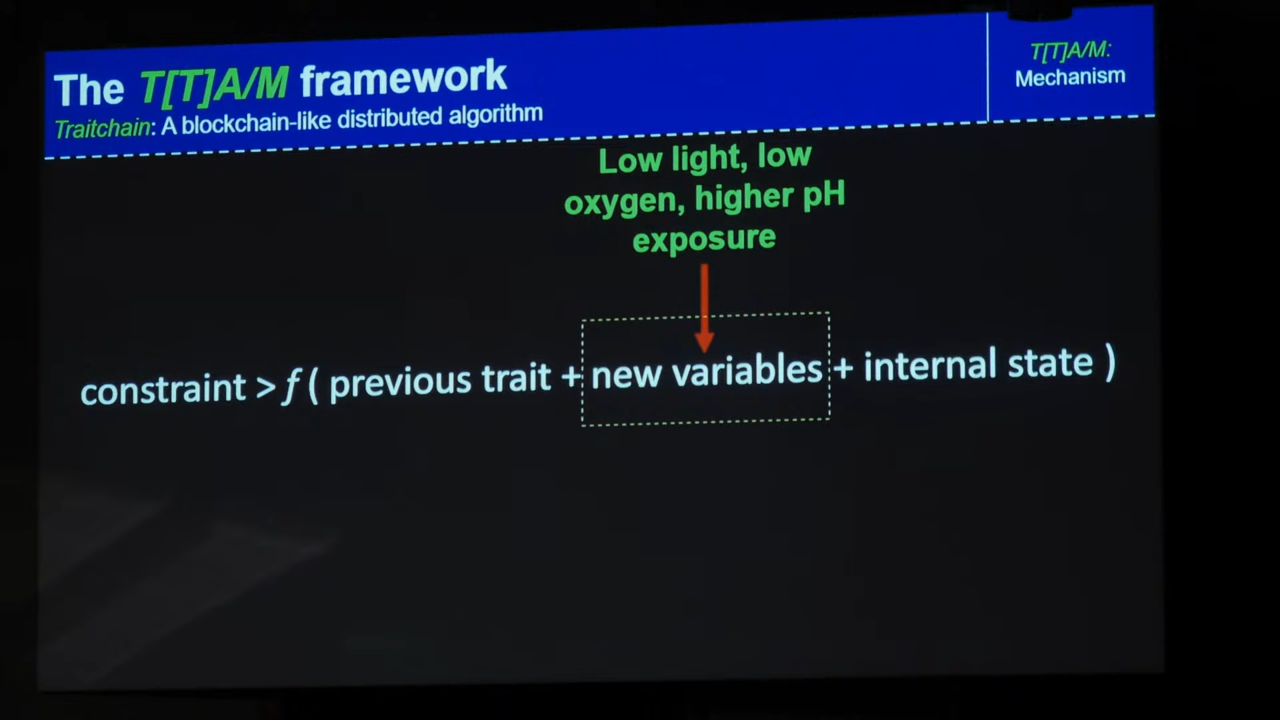 The T[T]A/M framework
Traitchain: A blockchain-like distributed algorithm
T[T]A/M:
Mechanism
Low light, low
oxygen, higher pH
exposure
constraint > f ( previous trait + new variables + internal state )